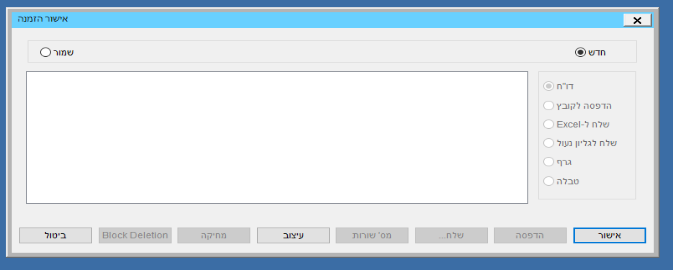 אישור הזמנה
חדש
שמור
דו"ח
הדפסה לקובץ
שלח ל-Excel
שלח לגליון נעול
גרף
טבלה
אישור
הדפסה
שלח...
מס' שורות
עיצוב
מחיקה
Block Deletion
ביטול